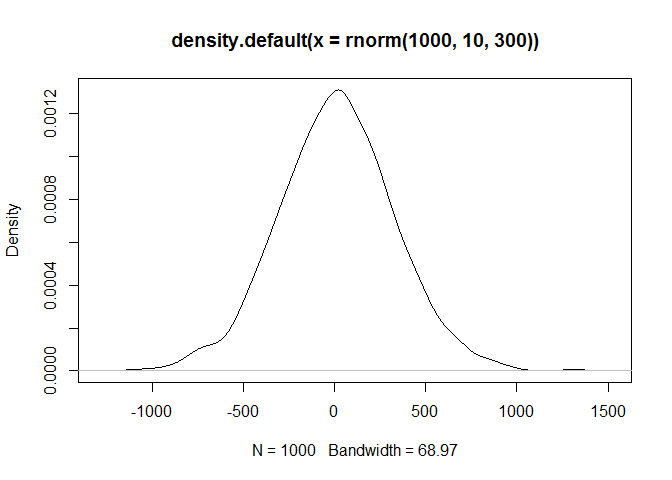 density.default(x = rnorm(1000, 10, 300))
Density
0.0012
0.0008
0.0004
0.0000
-1000 -500 0 500 1000 1500
N = 1000 Bandwidth = 68.97